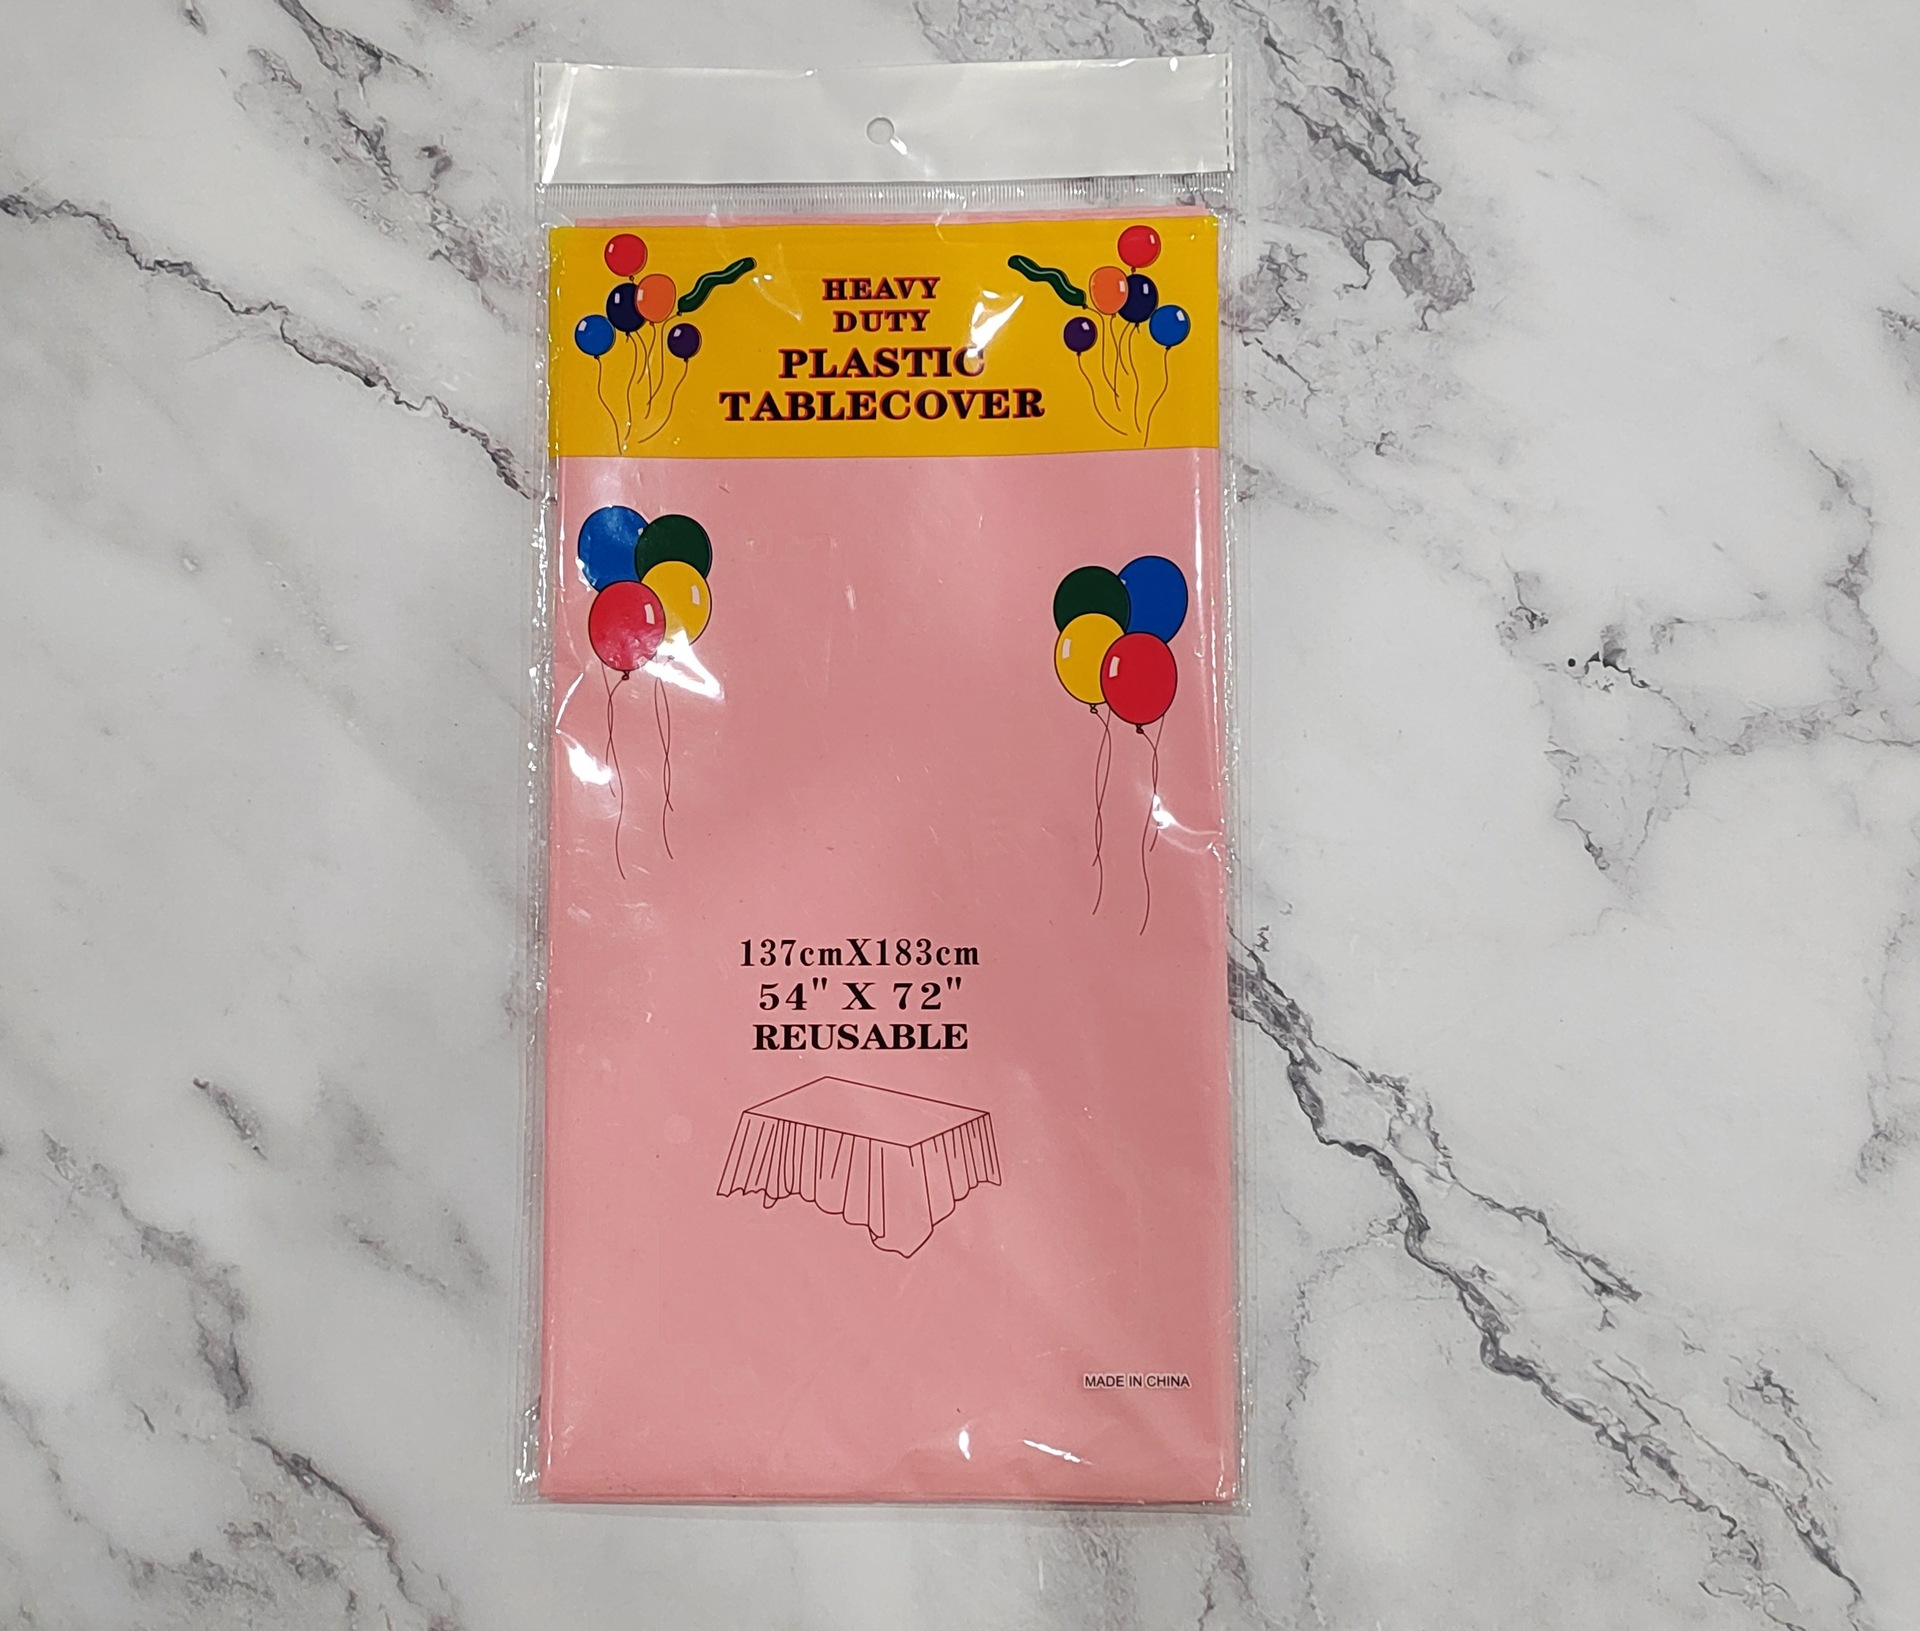 HEAVY
DUTY
PLASTIC
TABLECOVER
137cmX183cm
54" X 72"
REUSABLE
MADE IN CHINA